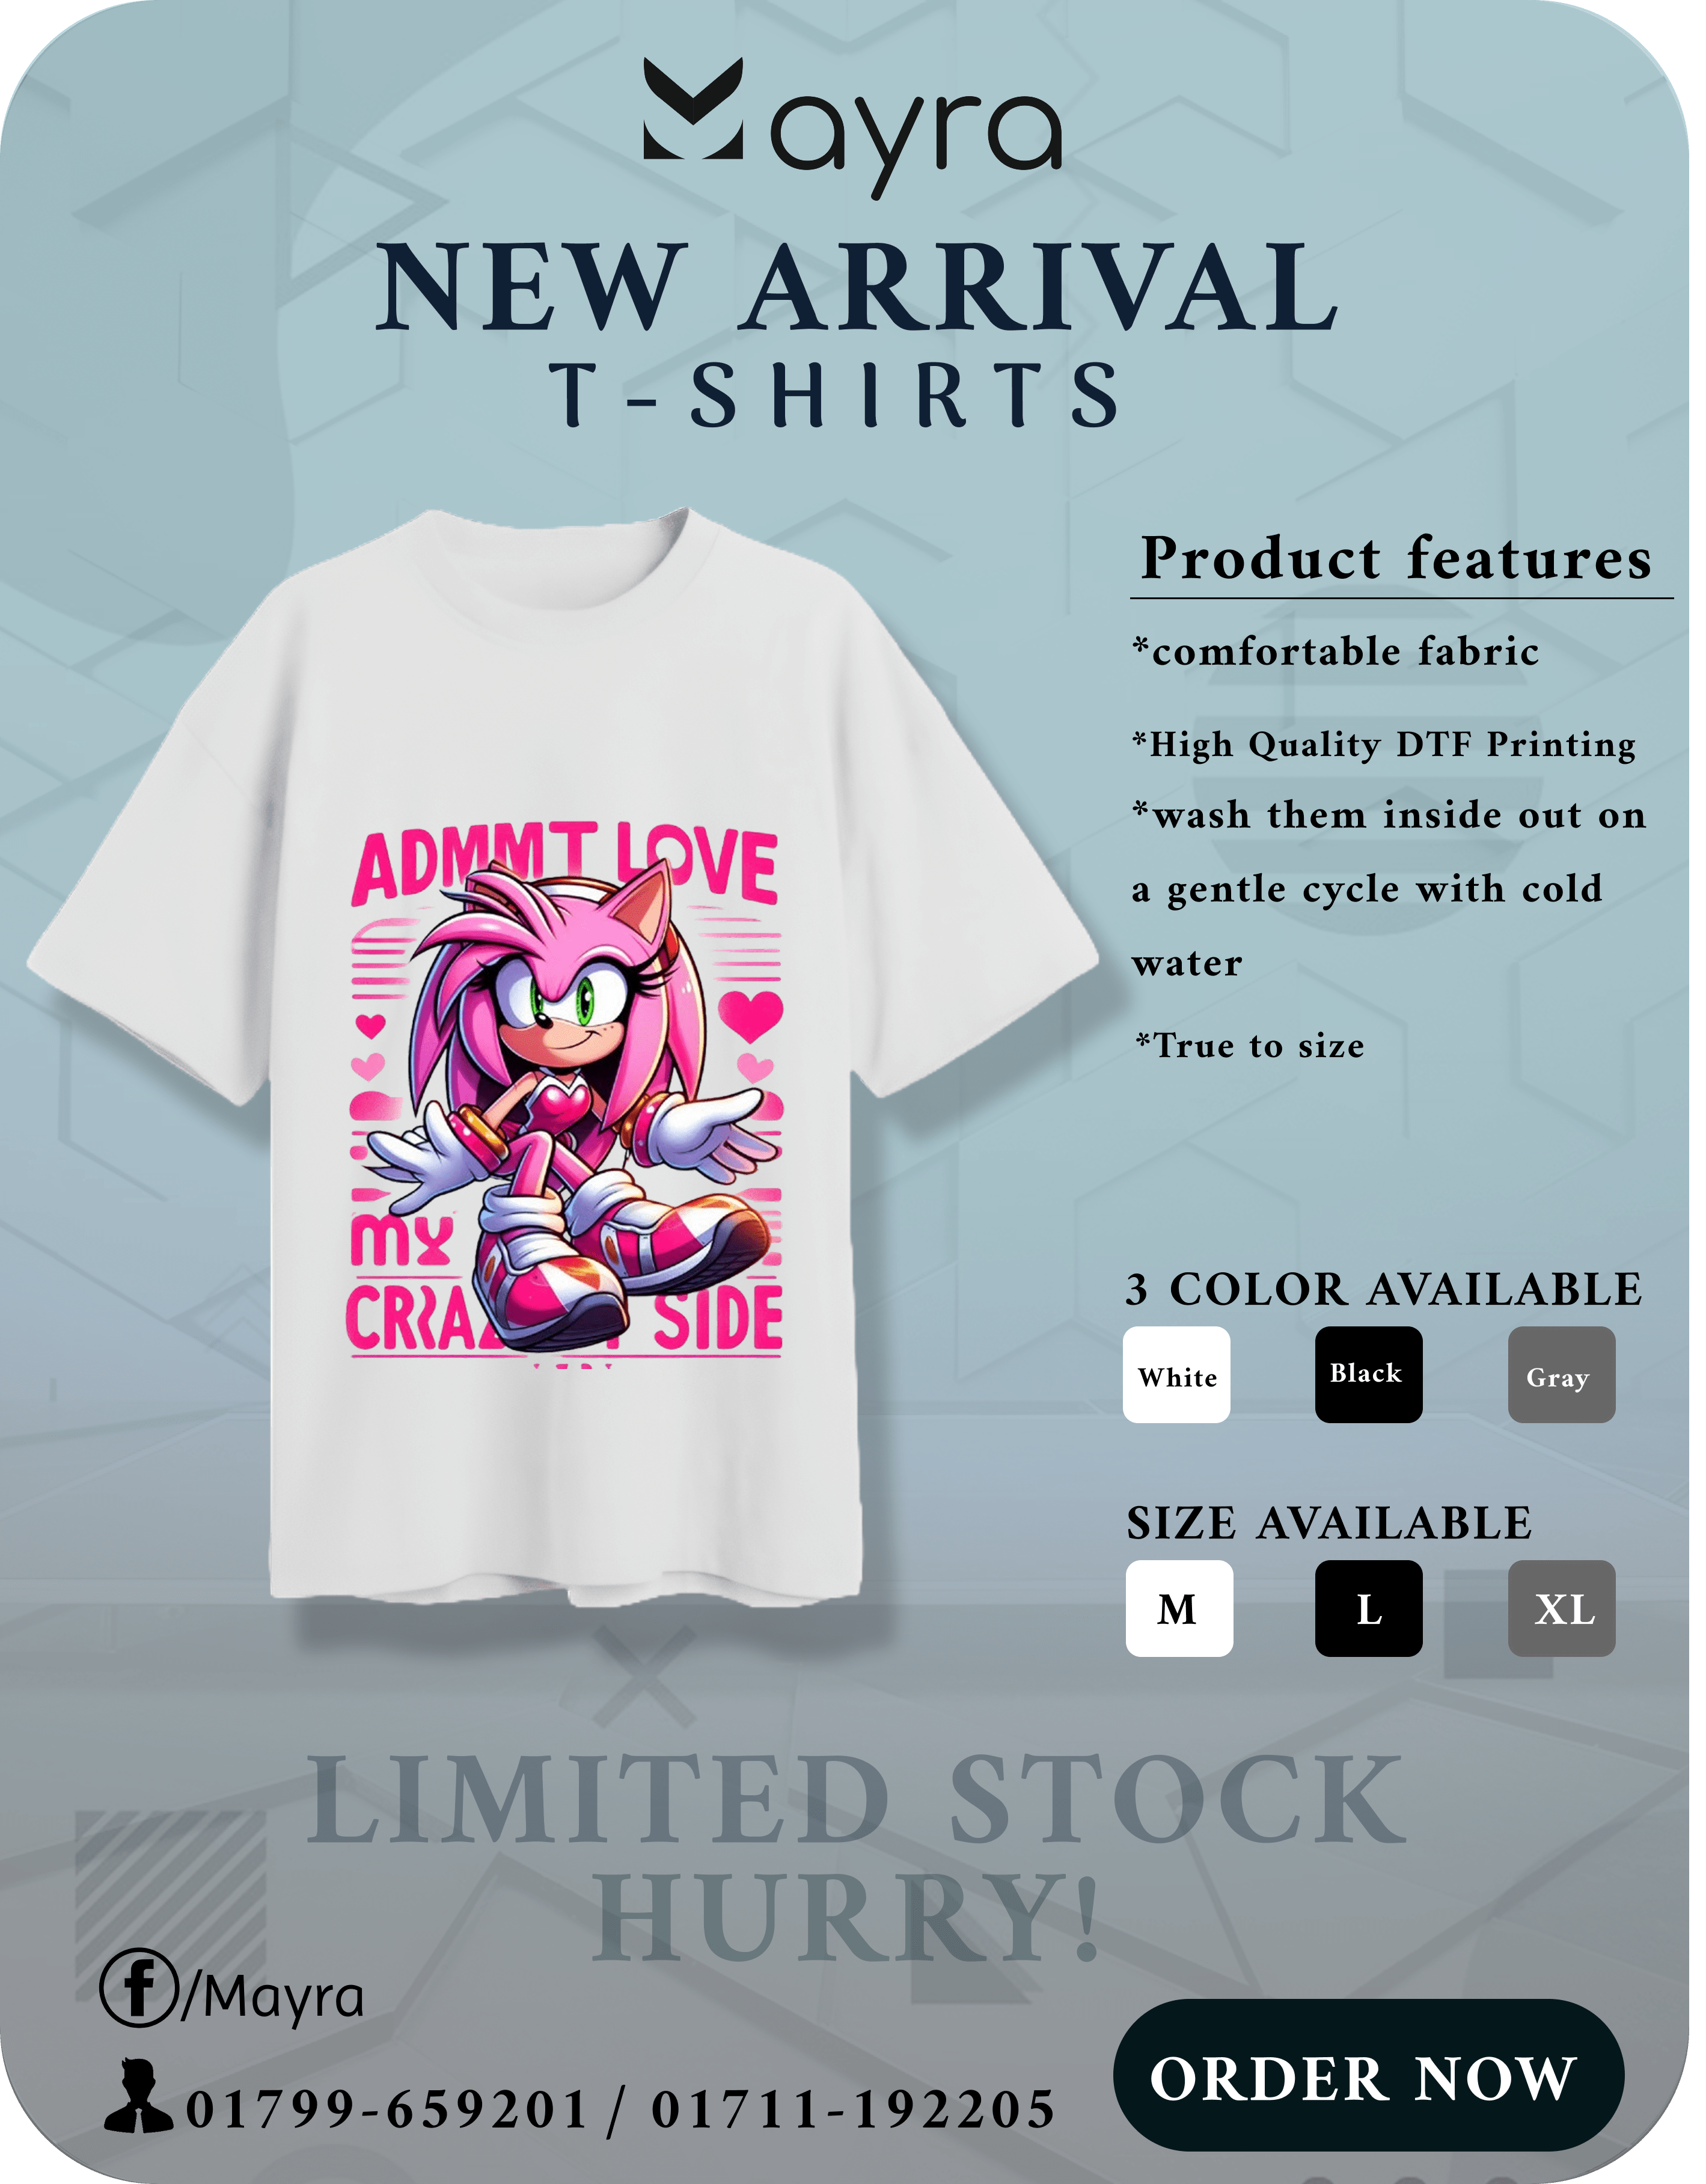 Mayra
NEW ARRIVAL
T-SHIRTS
Product features
*comfortable fabric
*High Quality DTF Printing
*wash them inside out on
a gentle cycle with cold
water
*True to size
ADMMT LOVE
my
SIDE
3 COLOR AVAILABLE
White Black Gray
SIZE AVAILABLE
M L XL
LIMITED STOCK
HURRY!
/Mayra
01799-659201 / 01711-192205
ORDER NOW